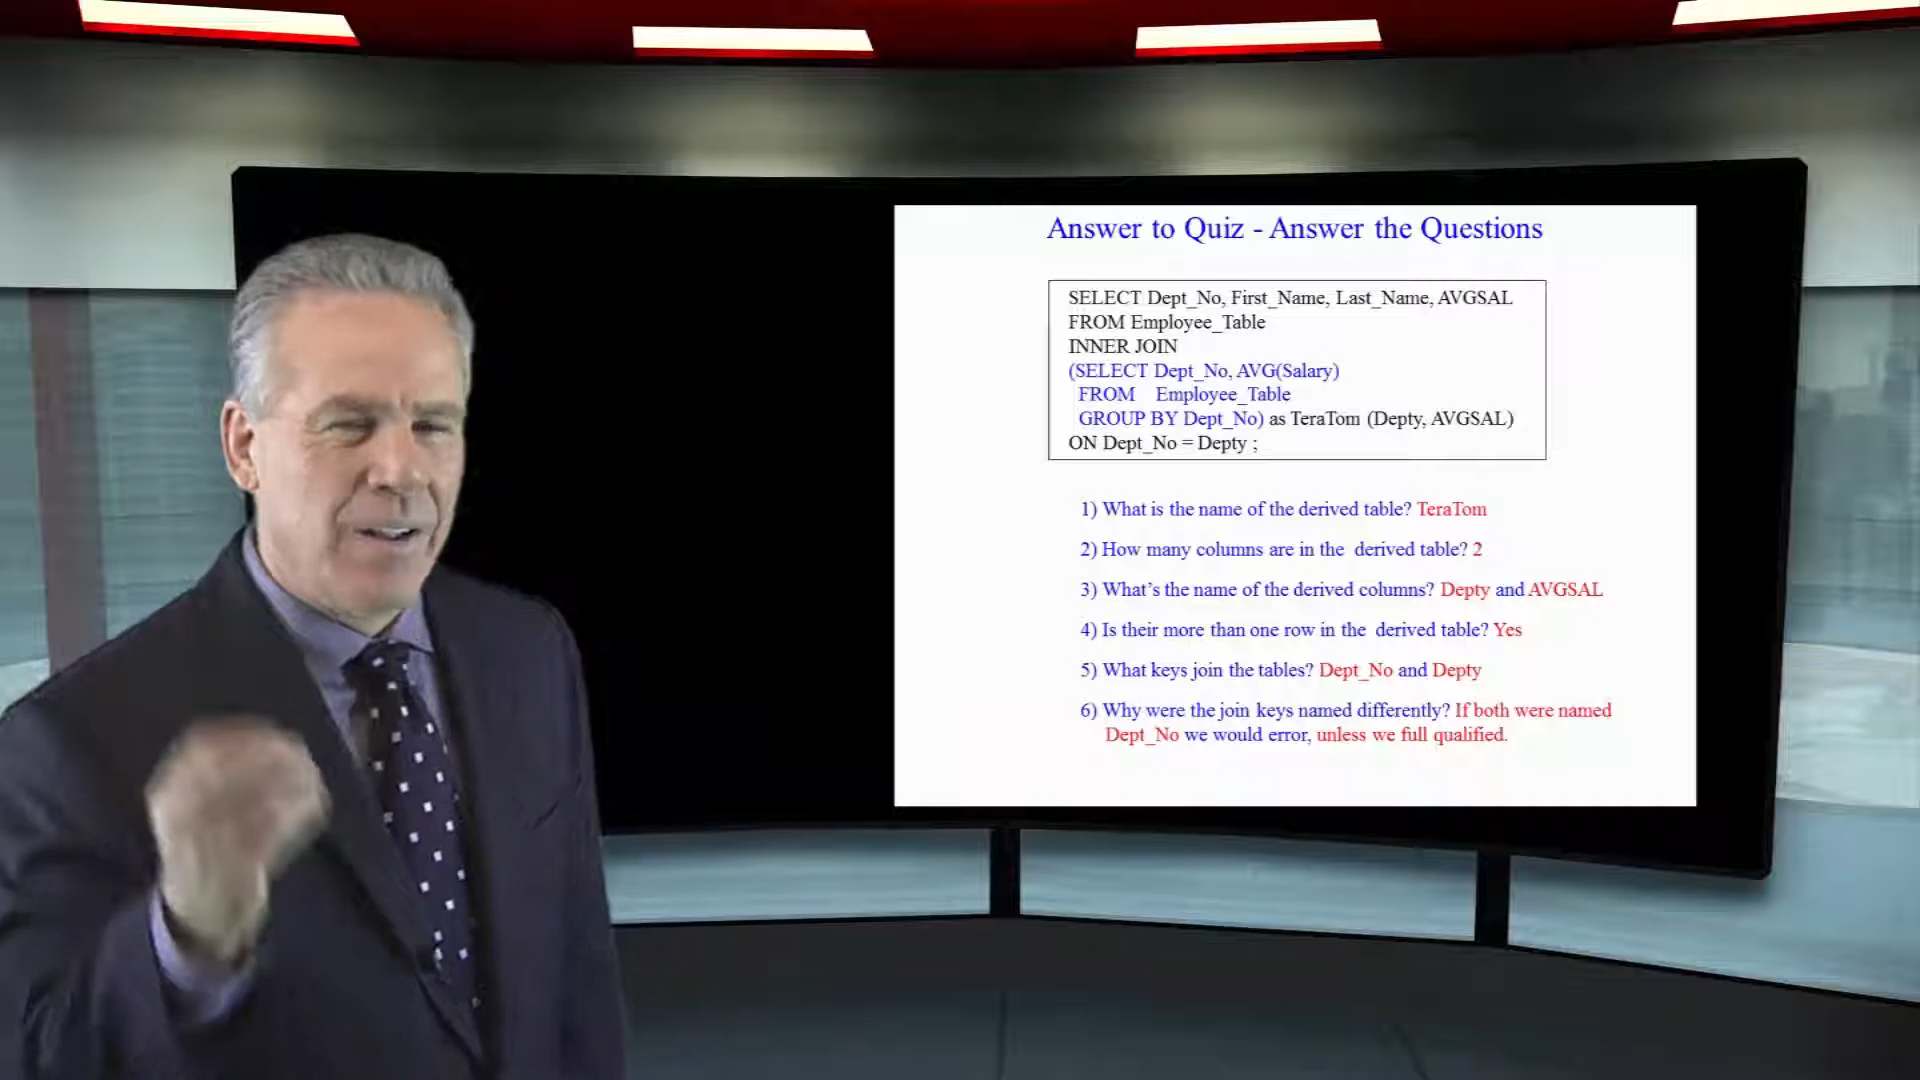 Answer to Quiz - Answer the Questions
SELECT Dept_No, First_Name, Last_Name, AVGSAL
FROM Employee_Table
INNER JOIN
(SELECT Dept_No, AVG(Salary)
FROM Employee_Table
GROUP BY Dept_No) as TeraTom (Depty, AVGSAL)
ON Dept_No = Depty ;
1) What is the name of the derived table? TeraTom
2) How many columns are in the derived table? 2
3) What's the name of the derived columns? Depty and AVGSAL
4) Is their more than one row in the derived table? Yes
5) What keys join the tables? Dept_No and Depty
6) Why were the join keys named differently? If both were named
Dept_No we would error, unless we full qualified.